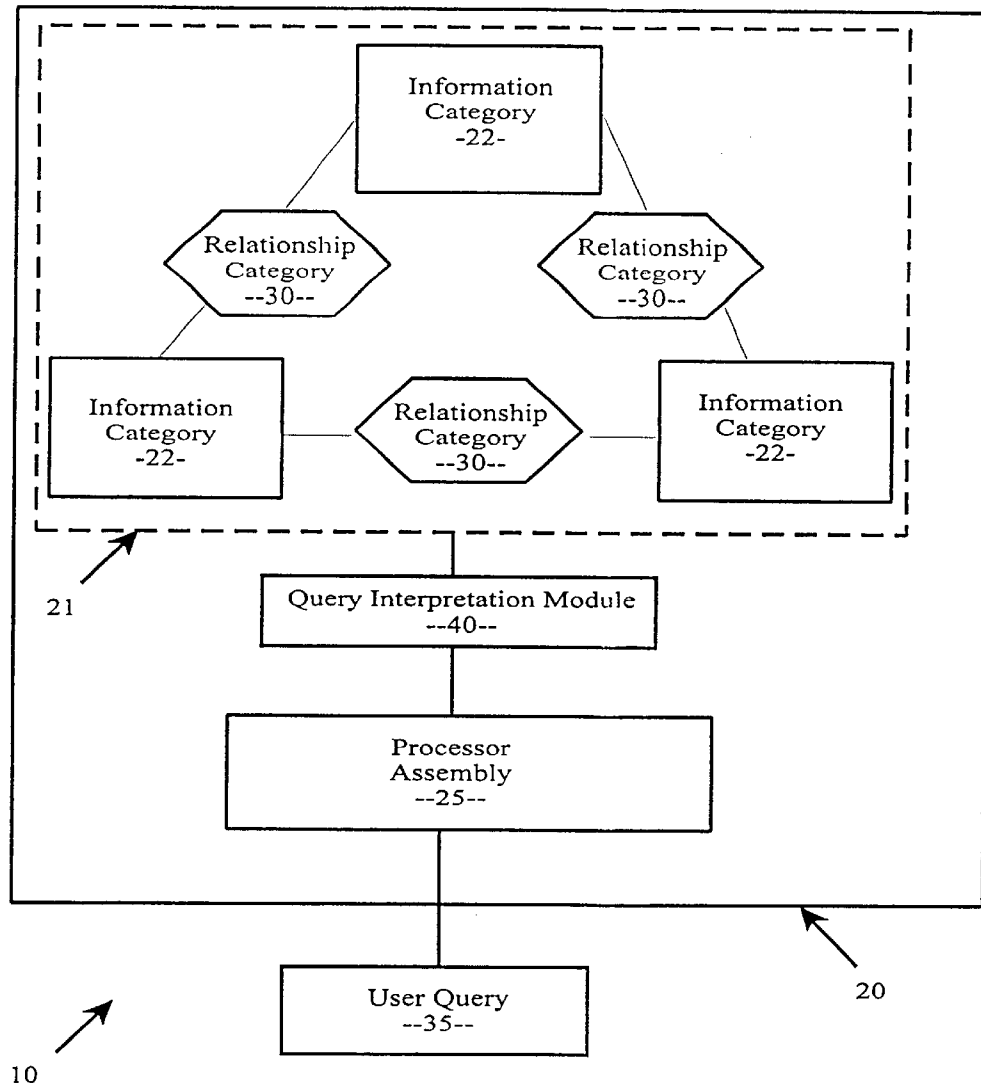 Information
Category
-22-
Relationship
Category
--30--
Relationship
Category
--30--
Information
Category
-22-
Relationship
Category
--30--
Information
Category
-22-
21
Query Interpretation Module
--40--
Processor
Assembly
--25--
20
User Query
--35--
10